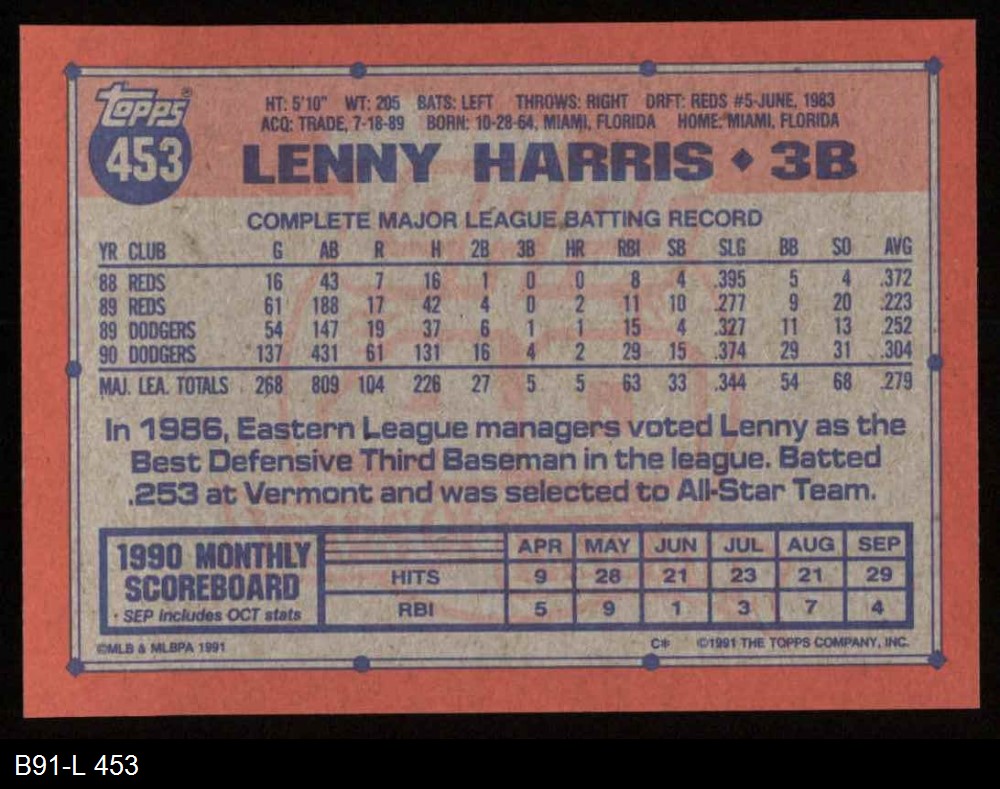 Topps®
453
HT: 5'10" WT: 205 BATS: LEFT THROWS: RIGHT DRFT: REDS #5-JUNE, 1983
ACQ: TRADE, 7-18-89 BORN: 10-28-64, MIAMI, FLORIDA HOME: MIAMI, FLORIDA
LENNY HARRIS ♦ 3B
COMPLETE MAJOR LEAGUE BATTING RECORD
YR CLUB G AB R H 2B 3B HR RBI SB SLG BB SO AVG
88 REDS 16 43 7 16 1 0 0 8 4 .395 5 4 .372
89 REDS 61 188 17 42 4 0 2 11 10 .277 9 20 .223
89 DODGERS 54 147 19 37 6 1 1 15 4 .327 11 13 .252
90 DODGERS 137 431 61 131 16 4 2 29 15 .374 29 31 .304
MAJ. LEA. TOTALS 268 809 104 226 27 5 5 63 33 .344 54 68 .279
In 1986, Eastern League managers voted Lenny as the
Best Defensive Third Baseman in the league. Batted
.253 at Vermont and was selected to All-Star Team.
1990 MONTHLY
SCOREBOARD
• SEP includes OCT stats
APR MAY JUN JUL AUG SEP
HITS 9 28 21 23 21 29
RBI 5 9 1 3 7 4
©MLB & MLBPA 1991 C* ©1991 THE TOPPS COMPANY, INC.
B91-L 453